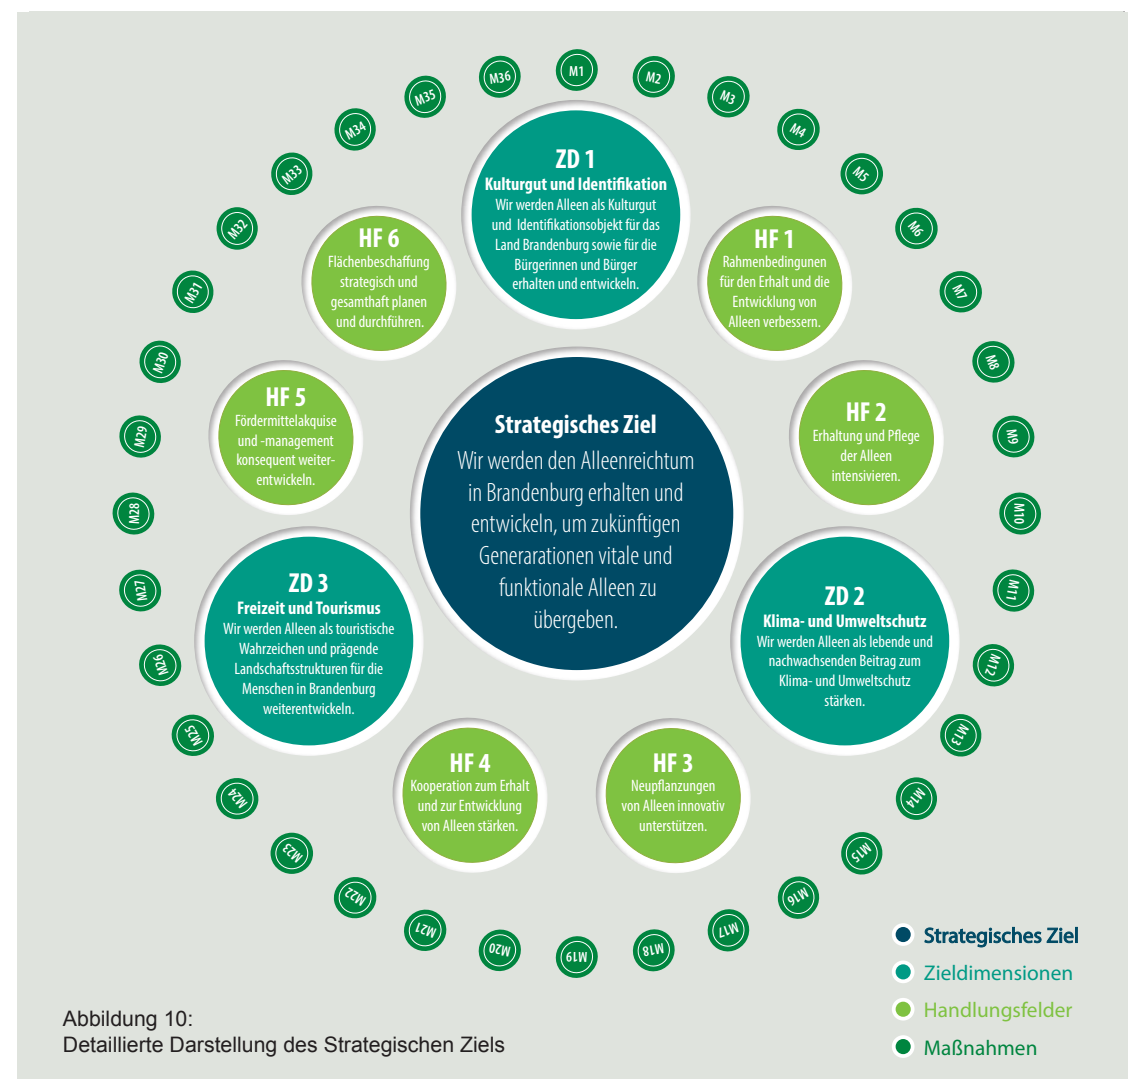 M1
M2
M3
M4
M5
M6
M7
M8
M9
M10
M11
M12
M13
M14
M15
M16
M17
M18
M19
M20
M21
M22
M23
M24
M25
M26
M27
M28
M29
M30
M31
M32
M33
M34
M35
M36
ZD 1
Kulturgut und Identifikation
Wir werden Alleen als Kulturgut
und Identifikationsobjekt für das
Land Brandenburg sowie für die
Bürgerinnen und Bürger
erhalten und entwickeln.
HF 1
Rahmenbedingunen
für den Erhalt und die
Entwicklung von
Alleen verbessern.
HF 2
Erhaltung und Pflege
der Alleen
intensivieren.
ZD 2
Klima- und Umweltschutz
Wir werden Alleen als lebende und
nachwachsenden Beitrag zum
Klima- und Umweltschutz
stärken.
HF 3
Neupflanzungen
von Alleen innovativ
unterstützen.
HF 4
Kooperation zum Erhalt
und zur Entwicklung
von Alleen stärken.
ZD 3
Freizeit und Tourismus
Wir werden Alleen als touristische
Wahrzeichen und prägende
Landschaftsstrukturen für die
Menschen in Brandenburg
weiterentwickeln.
HF 5
Fördermittelakquise
und -management
konsequent weiter-
entwickeln.
HF 6
Flächenbeschaffung
strategisch und
gesamthaft planen
und durchführen.
Strategisches Ziel
Wir werden den Alleenreichtum
in Brandenburg erhalten und
entwickeln, um zukünftigen
Generarationen vitale und
funktionale Alleen zu
übergeben.
Strategisches Ziel
Zieldimensionen
Handlungsfelder
Maßnahmen
Abbildung 10:
Detaillierte Darstellung des Strategischen Ziels